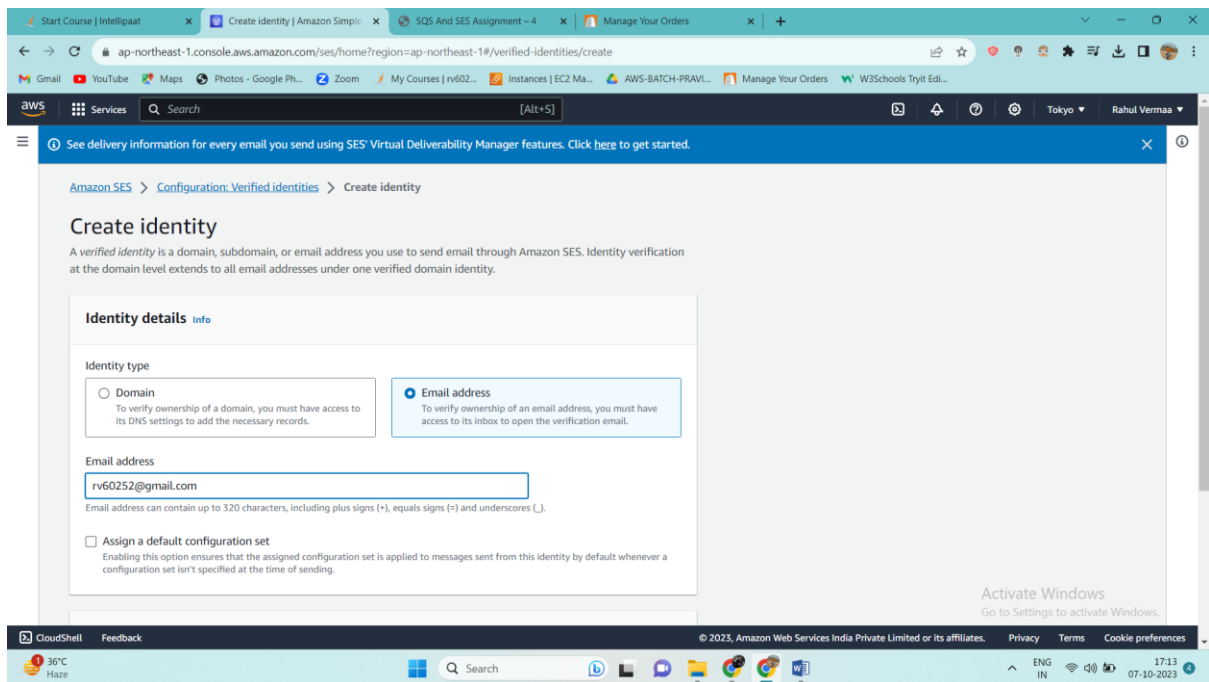 Start Course | Intellipaat
Create identity | Amazon Simple
SQS And SES Assignment – 4
Manage Your Orders
ap-northeast-1.console.aws.amazon.com/ses/home?region=ap-northeast-1#/verified-identities/create
Gmail YouTube Maps Photos - Google Ph... Zoom My Courses | rv602... Instances | EC2 Ma... AWS-BATCH-PRAVI... Manage Your Orders W3Schools Tryit Edi...
aws Services Search [Alt+S] Tokyo Rahul Vermaa
See delivery information for every email you send using SES' Virtual Deliverability Manager features. Click here to get started.
Amazon SES > Configuration: Verified identities > Create identity
Create identity
A verified identity is a domain, subdomain, or email address you use to send email through Amazon SES. Identity verification
at the domain level extends to all email addresses under one verified domain identity.
Identity details Info
Identity type
Domain
To verify ownership of a domain, you must have access to
its DNS settings to add the necessary records.
Email address
To verify ownership of an email address, you must have
access to its inbox to open the verification email.
Email address
rv60252@gmail.com
Email address can contain up to 320 characters, including plus signs (+), equals signs (=) and underscores (_).
Assign a default configuration set
Enabling this option ensures that the assigned configuration set is applied to messages sent from this identity by default whenever a
configuration set isn't specified at the time of sending.
Activate Windows
Go to Settings to activate Windows.
CloudShell Feedback © 2023, Amazon Web Services India Private Limited or its affiliates. Privacy Terms Cookie preferences
1 36°C
Haze
Search
ENG
IN
17:13
07-10-2023
4